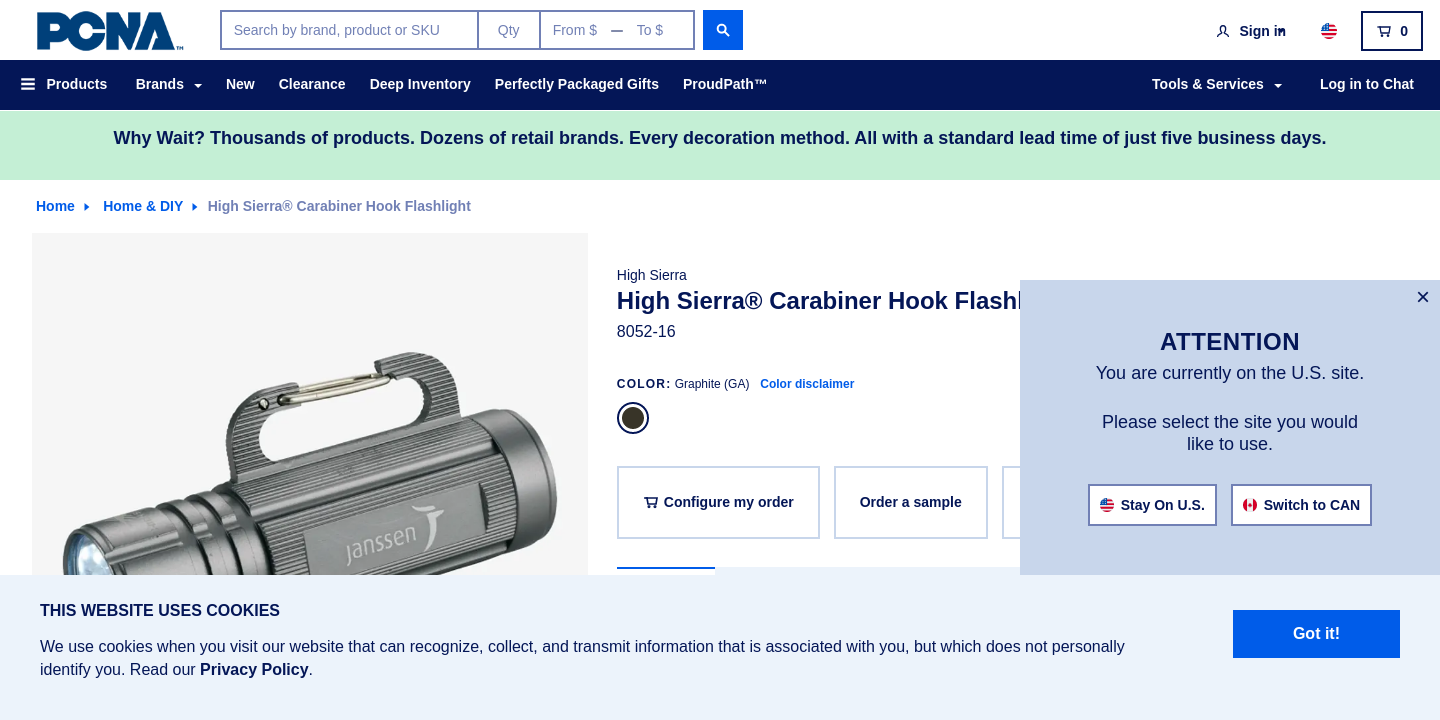 PCNA™
Search by brand, product or SKU
Qty
From $ — To $
Sign in
0
Products
Brands
New
Clearance
Deep Inventory
Perfectly Packaged Gifts
ProudPath™
Tools & Services
Log in to Chat
Why Wait? Thousands of products. Dozens of retail brands. Every decoration method. All with a standard lead time of just five business days.
Home
Home & DIY
High Sierra® Carabiner Hook Flashlight
janssen
High Sierra
High Sierra® Carabiner Hook
8052-16
COLOR: Graphite (GA) Color disclaimer
Configure my order
Order a sample
×
ATTENTION
You are currently on the U.S. site.
Please select the site you would
like to use.
Stay On U.S.
Switch to CAN
THIS WEBSITE USES COOKIES
We use cookies when you visit our website that can recognize, collect, and transmit information that is associated with you, but which does not personally
identify you. Read our Privacy Policy.
Got it!